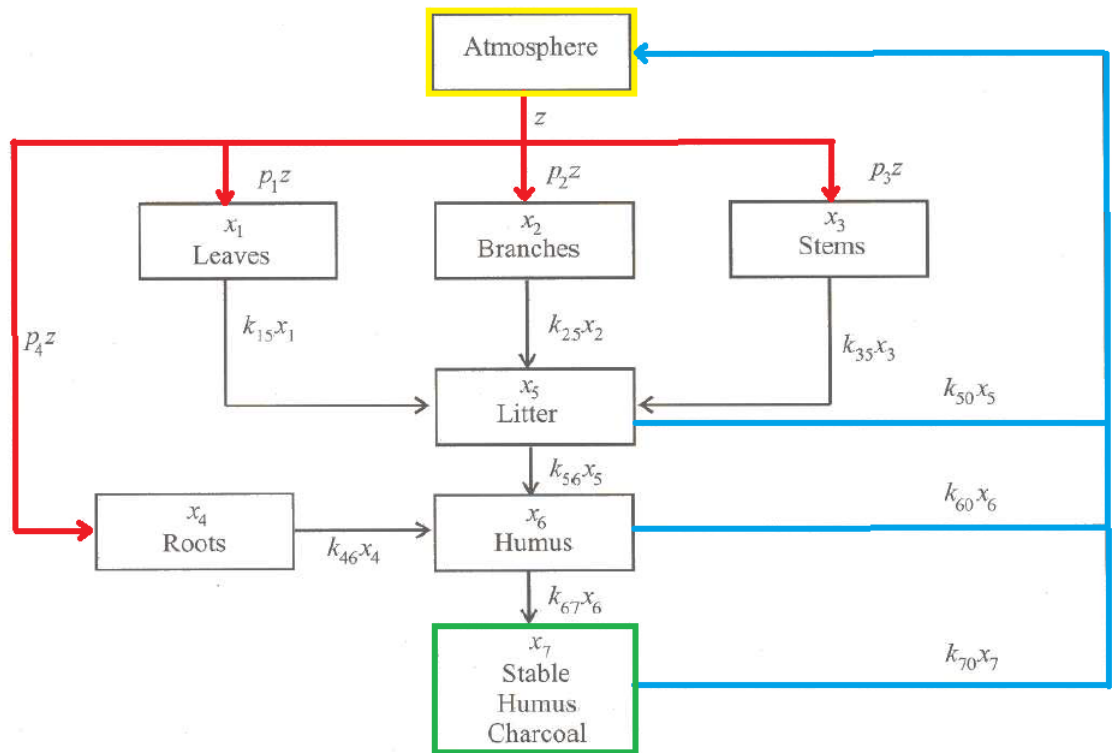 Atmosphere
z
p₁z
p₂z
p₃z
x₁
Leaves
x₂
Branches
x₃
Stems
p₄z
k₁₅x₁
k₂₅x₂
k₃₅x₃
x₅
Litter
k₅₀x₅
k₅₆x₅
x₄
Roots
k₄₆x₄
x₆
Humus
k₆₀x₆
k₆₇x₆
x₇
Stable
Humus
Charcoal
k₇₀x₇